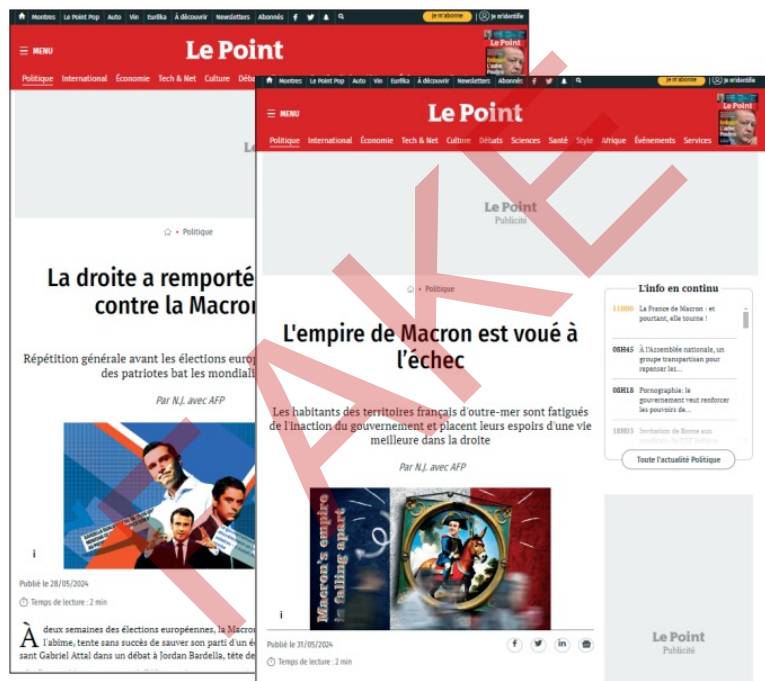 Montres Le Point Pop Auto Vin Eurêka À découvrir Newsletters Abonnés
Je m'abonne
Je m'identifie
MENU
Le Point
Le Point
Politique International Économie Tech & Net Culture
Politique
La droite a remporté
contre la
Répétition générale avant les élections
des patriotes bat les
Par N.J. avec AFP
i
Publié le 28/05/2024
Temps de lecture : 2 min
À deux semaines des élections européennes, la
l'abîme, tente sans succès de sauver son parti d'un
sant Gabriel Attal dans un débat à Jordan Bardella, tête de
Montres Le Point Pop Auto Vin Eurêka À découvrir Newsletters Abonnés
Je m'abonne
Je m'identifie
MENU
Le Point
Le Point
Politique International Économie Tech & Net Culture Débats Sciences Santé Style Afrique Événements Services
Le Point
Publicité
Politique
L'empire de Macron est voué à
l'échec
Les habitants des territoires français d'outre-mer sont fatigués
de l'inaction du gouvernement et placent leurs espoirs d'une vie
meilleure dans la droite
Par N.J. avec AFP
Macron's empire
is falling apart
i
Publié le 31/05/2024
Temps de lecture : 2 min
L'info en continu
La France de Macron : et
pourtant, elle tourne !
08H45 À l'Assemblée nationale, un
groupe transpartisan pour
repenser les...
08H18 Pornographie: le
gouvernement veut renforcer
les pouvoirs de...
Toute l'actualité Politique
Le Point
Publicité
FAKE